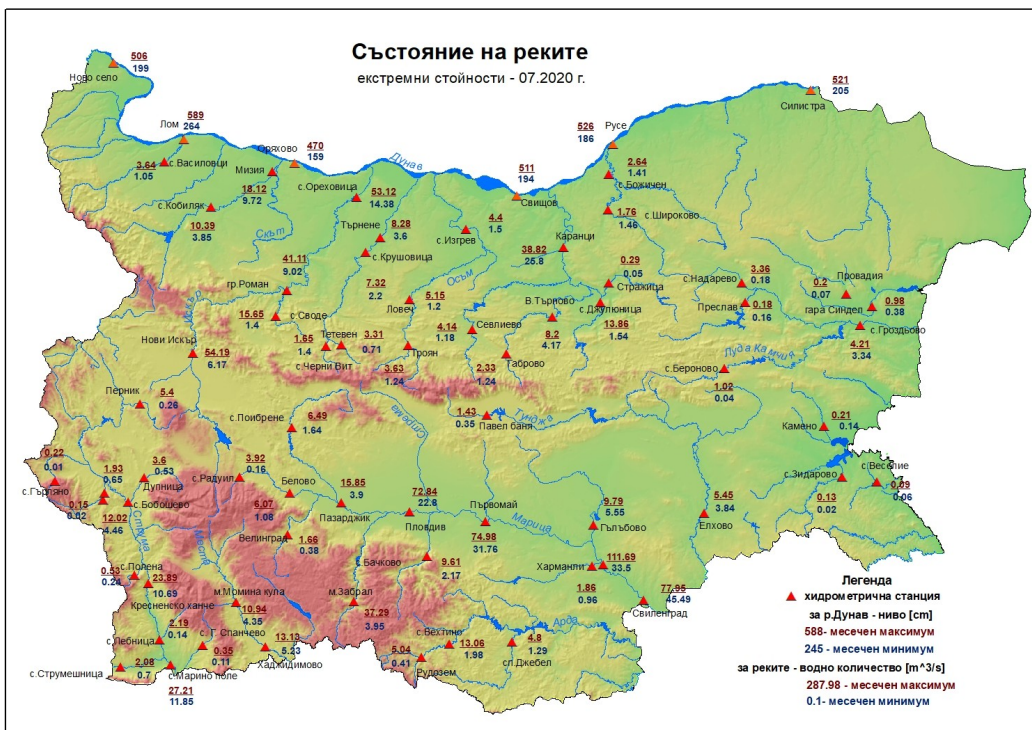 Състояние на реките
екстремни стойности - 07.2020 г.
506
199
Ново село
521
205
Силистра
589
264
Лом
Оряхово
470
159
Дунав
526
186
Русе
511
194
Свищов
3.64
1.05
с.Василовци
Мизия
18.12
9.72
с.Кобиляк
10.39
3.85
Скът
с.Ореховица
53.12
14.38
Търнене
8.28
3.6
с.Крушовица
4.4
1.5
с.Изгрев
2.64
1.41
с.Божичен
1.76
1.46
с.Широково
Каранци
38.82
25.8
41.11
9.02
гр.Роман
Искър
15.65
1.4
с.Своде
7.32
2.2
Осъм
Ловеч
5.15
1.2
0.29
0.05
Стражица
с.Джулюница
13.86
1.54
с.Надарево
3.36
0.18
Преслав
0.18
0.16
Провадия
0.2
0.07
гара Синдел
0.98
0.38
с.Гроздьово
4.21
3.34
Нови Искър
54.19
6.17
Тетевен
1.65
1.4
с.Черни Вит
3.31
0.71
Троян
3.63
1.24
4.14
1.18
Севлиево
В.Търново
8.2
4.17
2.33
1.24
Габрово
Луда Камчия
с.Бероново
1.02
0.04
Перник
5.4
0.26
с.Поибрене
6.49
1.64
Стряма
1.43
0.35
Павел баня
Тунджа
Камено
0.21
0.14
0.22
0.01
с.Гърляно
1.93
0.65
3.6
0.53
Дупница
0.15
0.02
12.02
4.46
с.Бобошево
Струма
с.Радуил
3.92
0.16
Белово
6.07
1.08
15.85
3.9
Пазарджик
72.84
22.8
Пловдив
Първомай
74.98
31.76
Марица
9.79
5.55
Гълъбово
5.45
3.84
Елхово
с.Зидарово
0.13
0.02
с.Веселие
0.09
0.06
Велинград
1.66
0.38
с.Бачково
9.61
2.17
Харманли
111.69
33.5
1.86
0.96
77.95
45.49
Свиленград
с.Полена
0.53
0.24
23.89
10.69
Кресненско ханче
Места
м.Момина кула
10.94
4.35
м.Забрал
37.29
3.95
2.19
0.14
с.Лебница
с.Г. Спанчево
0.35
0.11
13.13
5.23
Хаджидимово
с.Вехтино
13.06
1.98
5.04
0.41
Рудозем
4.8
1.29
сп.Джебел
Арда
с.Струмешница
2.08
0.7
с.Марино поле
27.21
11.85
Легенда
хидрометрична станция
за р.Дунав - ниво [cm]
588- месечен максимум
245 - месечен минимум
за реките - водно количество [m^3/s]
287.98 - месечен максимум
0.1- месечен минимум